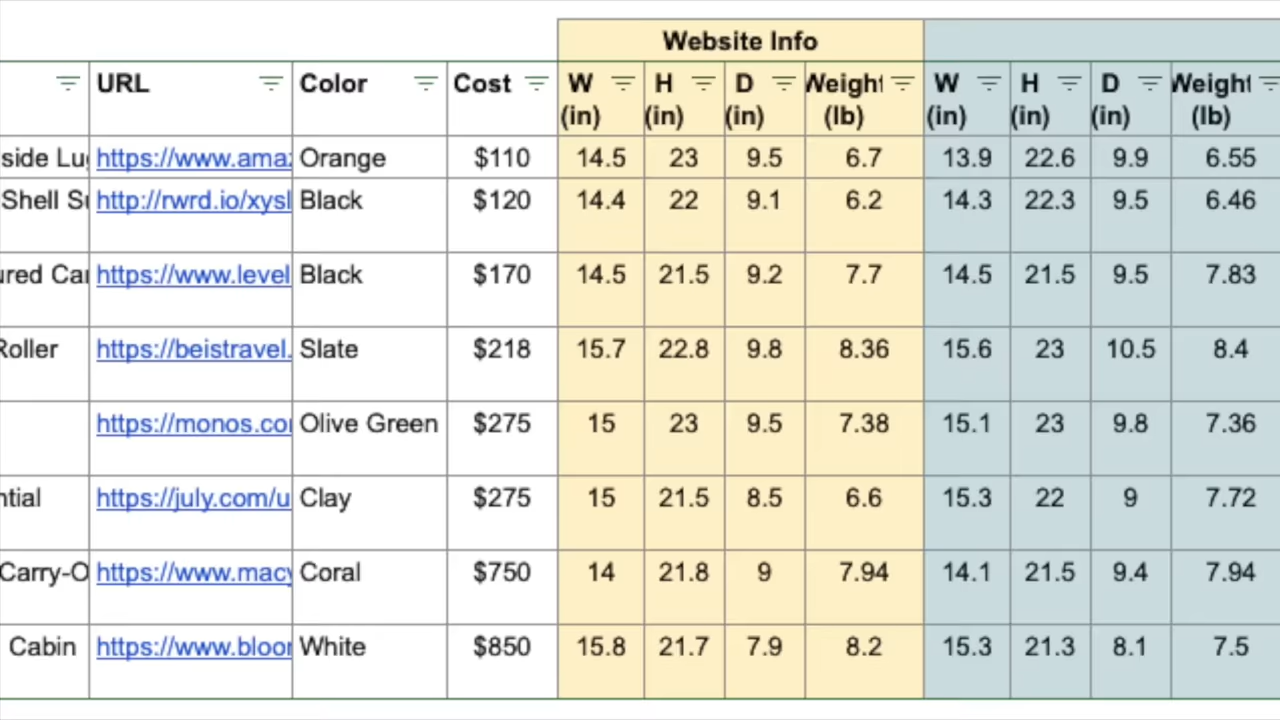 Website Info
URL Color Cost W (in) H (in) D (in) Weight (lb) W (in) H (in) D (in) Weight (lb)
side Lu https://www.ama Orange $110 14.5 23 9.5 6.7 13.9 22.6 9.9 6.55
Shell S http://rwrd.io/xysl Black $120 14.4 22 9.1 6.2 14.3 22.3 9.5 6.46
ured Ca https://www.level Black $170 14.5 21.5 9.2 7.7 14.5 21.5 9.5 7.83
Roller https://beistravel. Slate $218 15.7 22.8 9.8 8.36 15.6 23 10.5 8.4
https://monos.co Olive Green $275 15 23 9.5 7.38 15.1 23 9.8 7.36
ntial https://july.com/u Clay $275 15 21.5 8.5 6.6 15.3 22 9 7.72
Carry-O https://www.macy Coral $750 14 21.8 9 7.94 14.1 21.5 9.4 7.94
Cabin https://www.bloo White $850 15.8 21.7 7.9 8.2 15.3 21.3 8.1 7.5